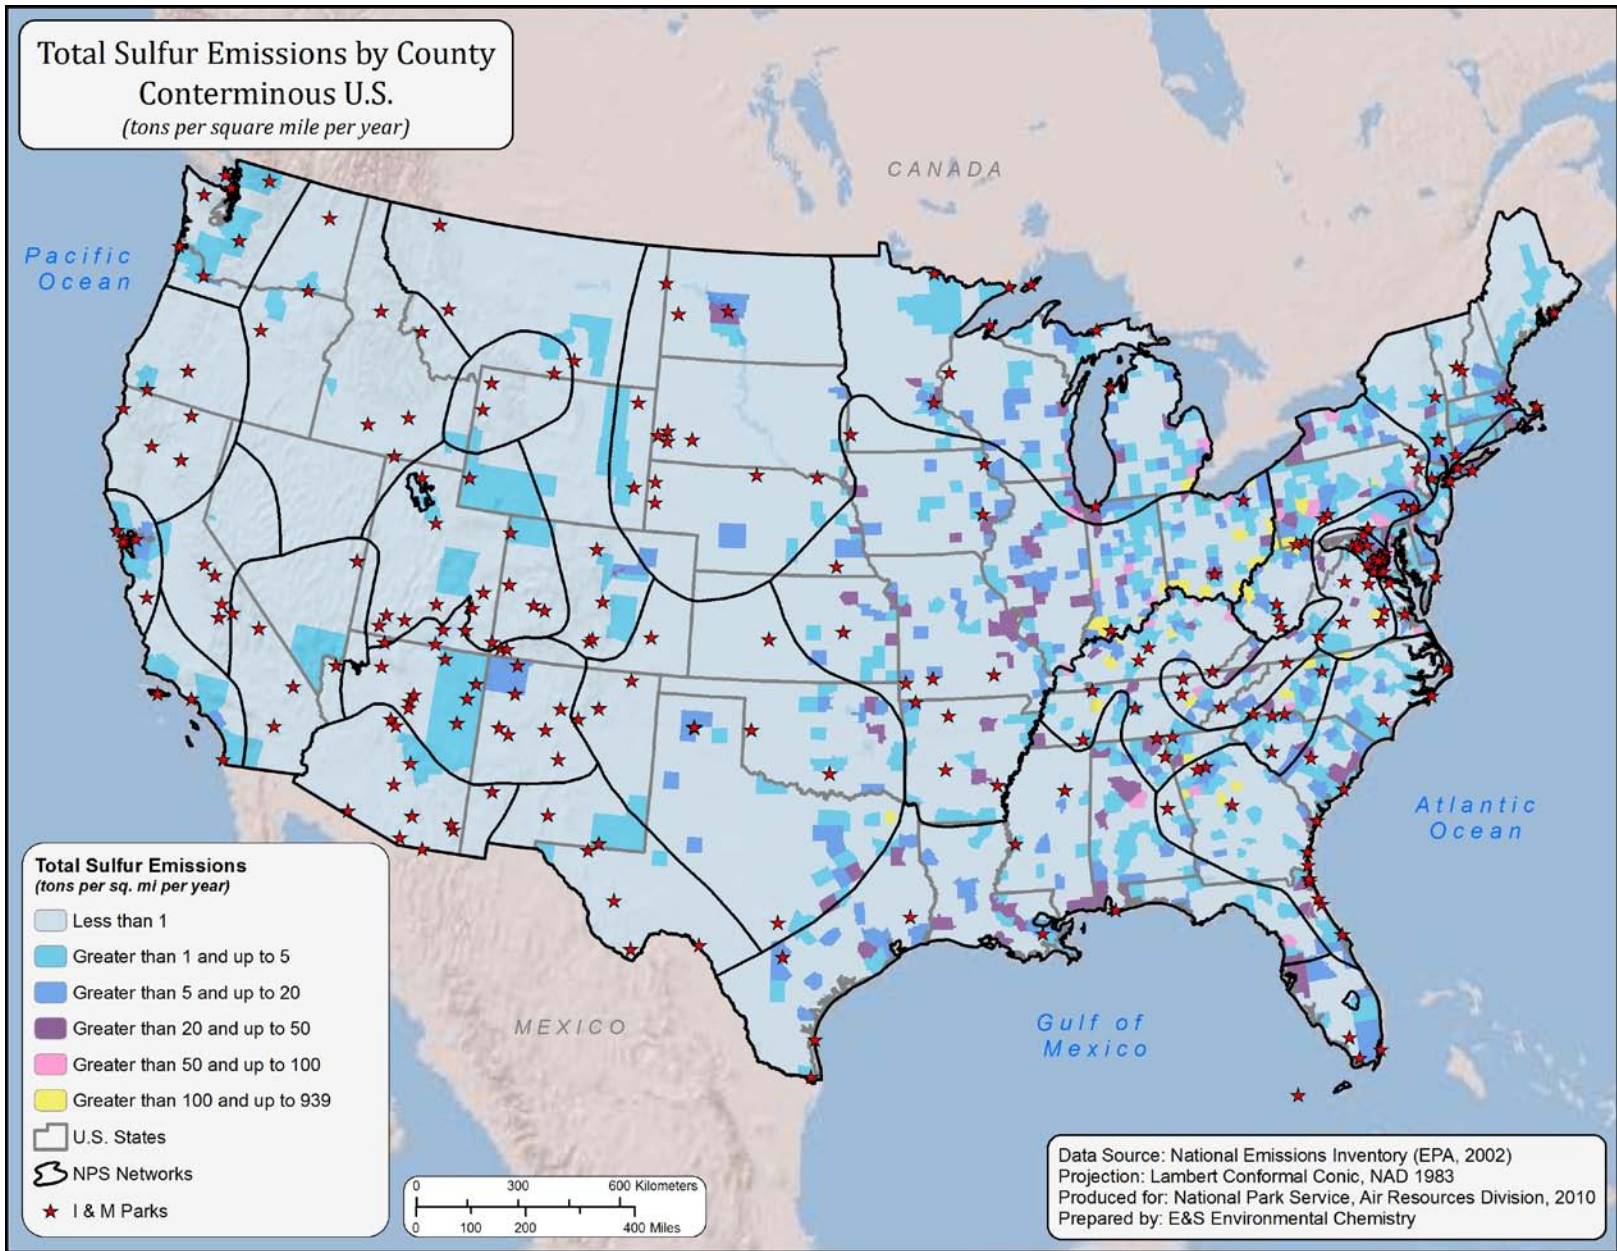 Total Sulfur Emissions by County
Conterminous U.S.
(tons per square mile per year)
CANADA
Pacific
Ocean
Atlantic
Ocean
MEXICO
Gulf of
Mexico
Total Sulfur Emissions
(tons per sq. mi per year)
Less than 1
Greater than 1 and up to 5
Greater than 5 and up to 20
Greater than 20 and up to 50
Greater than 50 and up to 100
Greater than 100 and up to 939
U.S. States
NPS Networks
I & M Parks
0 300 600 Kilometers
0 100 200 400 Miles
Data Source: National Emissions Inventory (EPA, 2002)
Projection: Lambert Conformal Conic, NAD 1983
Produced for: National Park Service, Air Resources Division, 2010
Prepared by: E&S Environmental Chemistry